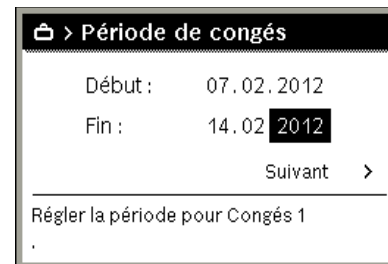 > Période de congés
Début : 07.02.2012
Fin : 14.02 2012
Suivant >
Régler la période pour Congés 1
.